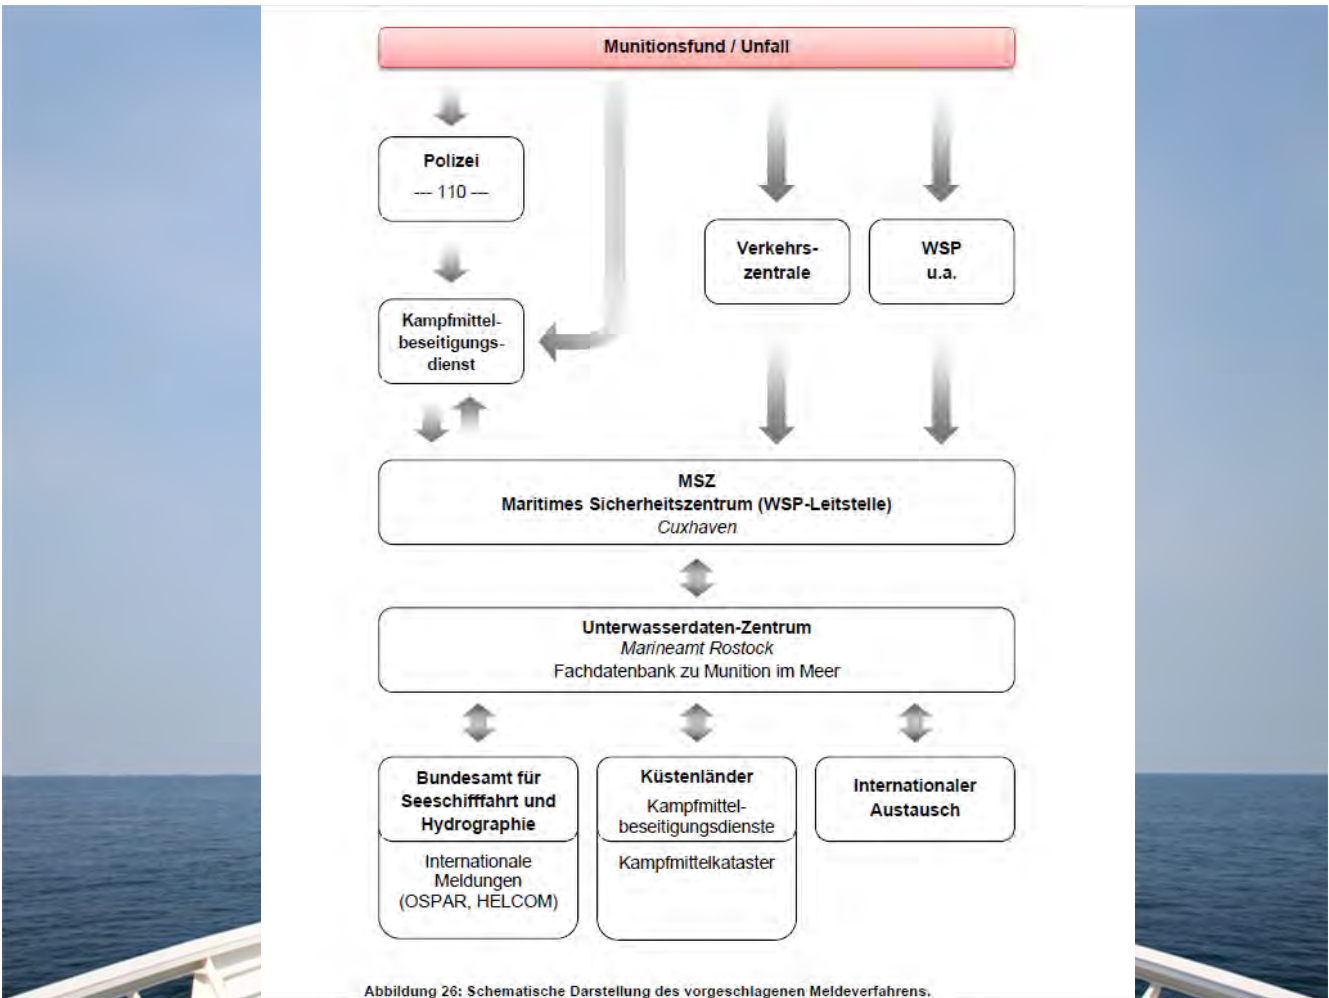 Munitionsfund / Unfall
Polizei
--- 110 ---
Verkehrs-
zentrale
WSP
u.a.
Kampfmittel-
beseitigungs-
dienst
MSZ
Maritimes Sicherheitszentrum (WSP-Leitstelle)
Cuxhaven
Unterwasserdaten-Zentrum
Marineamt Rostock
Fachdatenbank zu Munition im Meer
Bundesamt für
Seeschifffahrt und
Hydrographie
Internationale
Meldungen
(OSPAR, HELCOM)
Küstenländer
Kampfmittel-
beseitigungsdienste
Kampfmittelkataster
Internationaler
Austausch
Abbildung 26: Schematische Darstellung des vorgeschlagenen Meldeverfahrens.